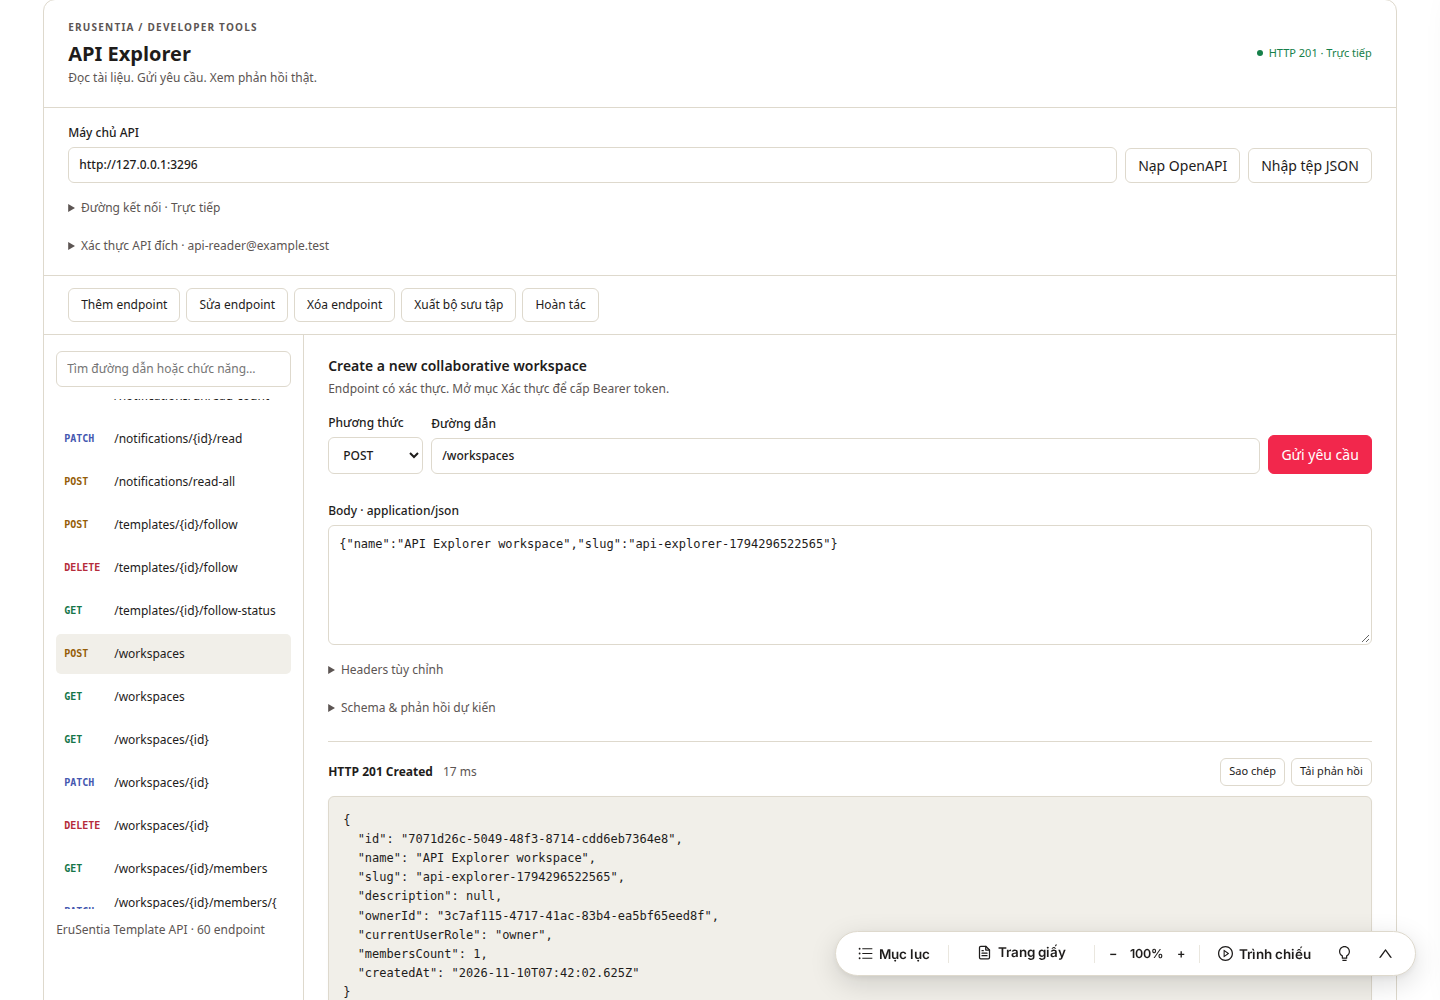 ERUSENTIA / DEVELOPER TOOLS
API Explorer
Đọc tài liệu. Gửi yêu cầu. Xem phản hồi thật.
HTTP 201 · Trực tiếp
Máy chủ API
http://127.0.0.1:3296
Nạp OpenAPI
Nhập tệp JSON
Đường kết nối · Trực tiếp
Xác thực API đích · api-reader@example.test
Thêm endpoint
Sửa endpoint
Xóa endpoint
Xuất bộ sưu tập
Hoàn tác
Tìm đường dẫn hoặc chức năng...
PATCH /notifications/{id}/read
POST /notifications/read-all
POST /templates/{id}/follow
DELETE /templates/{id}/follow
GET /templates/{id}/follow-status
POST /workspaces
GET /workspaces
GET /workspaces/{id}
PATCH /workspaces/{id}
DELETE /workspaces/{id}
GET /workspaces/{id}/members
/workspaces/{id}/members/{
EruSentia Template API · 60 endpoint
Create a new collaborative workspace
Endpoint có xác thực. Mở mục Xác thực để cấp Bearer token.
Phương thức
Đường dẫn
POST
/workspaces
Gửi yêu cầu
Body · application/json
{"name":"API Explorer workspace","slug":"api-explorer-1794296522565"}
Headers tùy chỉnh
Schema & phản hồi dự kiến
HTTP 201 Created 17 ms
Sao chép
Tải phản hồi
{
"id": "7071d26c-5049-48f3-8714-cdd6eb7364e8",
"name": "API Explorer workspace",
"slug": "api-explorer-1794296522565",
"description": null,
"ownerId": "3c7af115-4717-41ac-83b4-ea5bf65eed8f",
"currentUserRole": "owner",
"membersCount": 1,
"createdAt": "2026-11-10T07:42:02.625Z"
}
Mục lục
Trang giấy
− 100% +
Trình chiếu